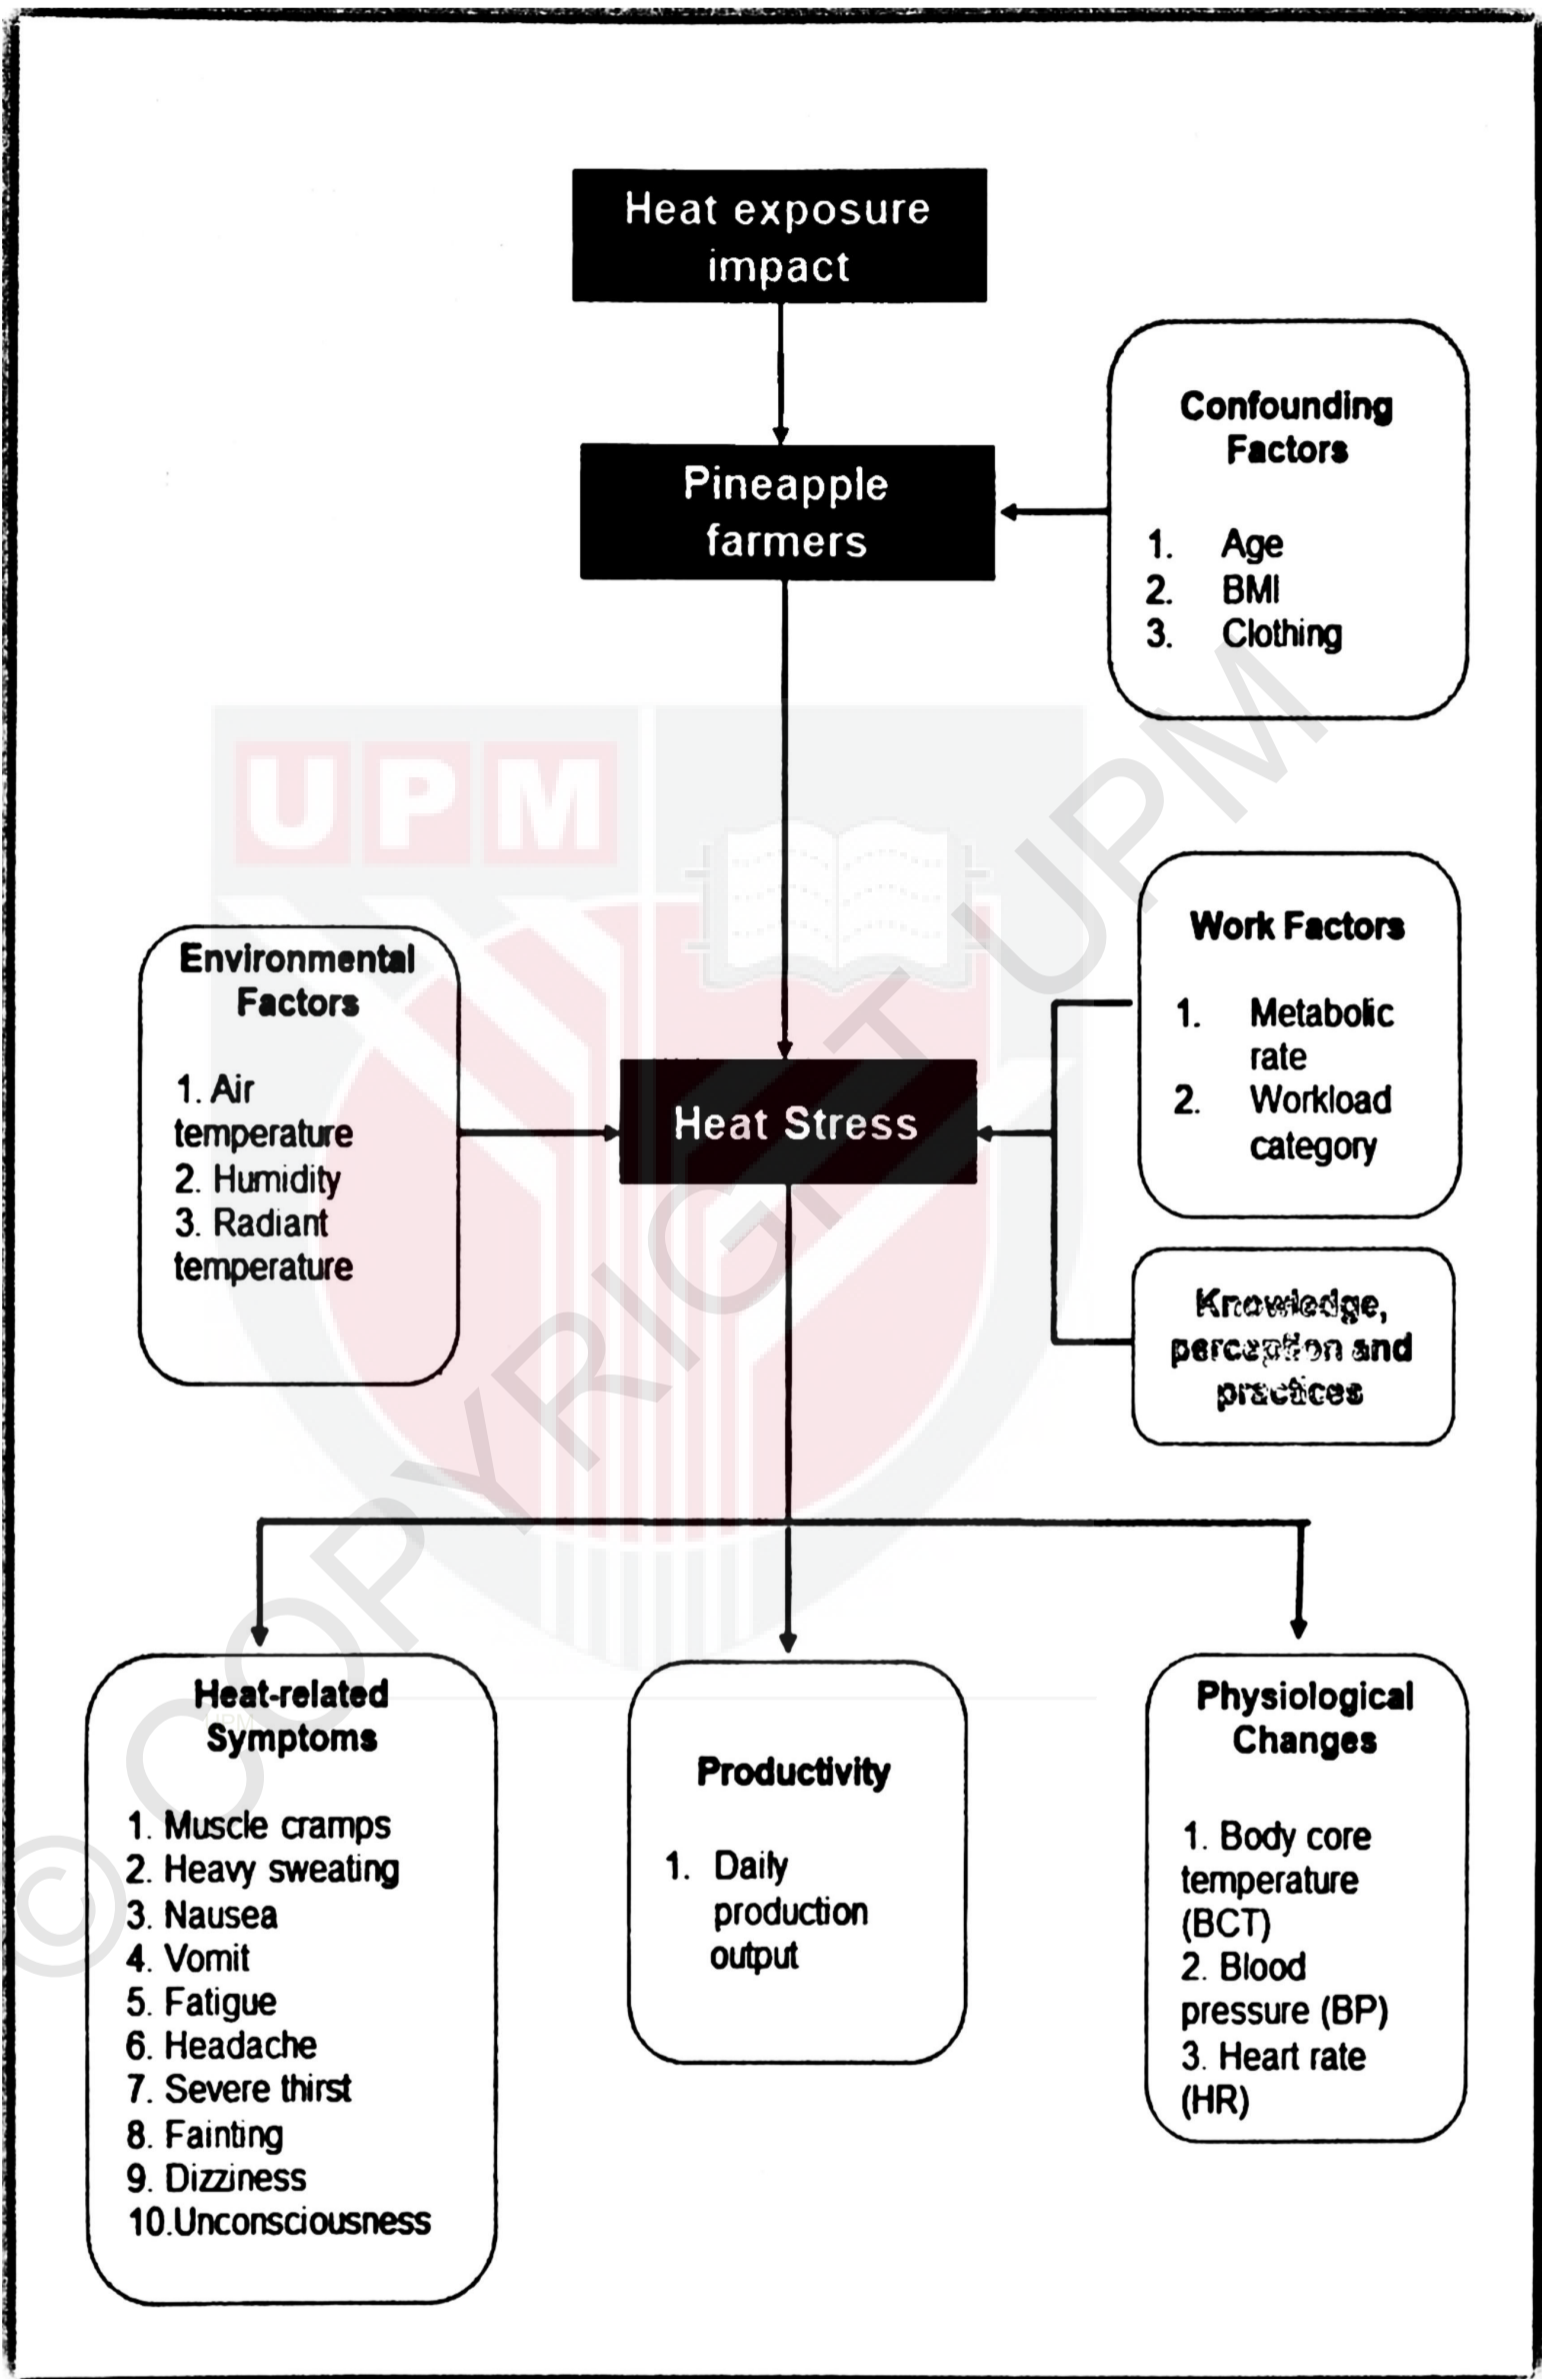 Heat exposure
impact
Pineapple
farmers
Confounding
Factors
1. Age
2. BMI
3. Clothing
UPM
Environmental
Factors
1. Air
temperature
2. Humidity
3. Radiant
temperature
Heat Stress
Work Factors
1. Metabolic
rate
2. Workload
category
Knowledge,
perception and
practices
Heat-related
Symptoms
1. Muscle cramps
2. Heavy sweating
3. Nausea
4. Vomit
5. Fatigue
6. Headache
7. Severe thirst
8. Fainting
9. Dizziness
10.Unconsciousness
Productivity
1. Daily
production
output
Physiological
Changes
1. Body core
temperature
(BCT)
2. Blood
pressure (BP)
3. Heart rate
(HR)
© COPYRIGHT UPM
UPM